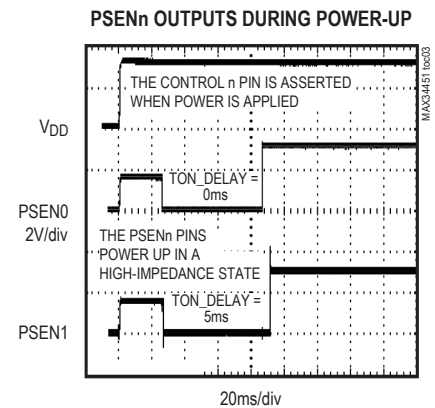 PSENn OUTPUTS DURING POWER-UP
MAX34451 toc03
THE CONTROL n PIN IS ASSERTED
WHEN POWER IS APPLIED
VDD
TON_DELAY =
0ms
PSEN0
2V/div
THE PSENn PINS
POWER UP IN A
HIGH-IMPEDANCE STATE
TON_DELAY =
5ms
PSEN1
20ms/div